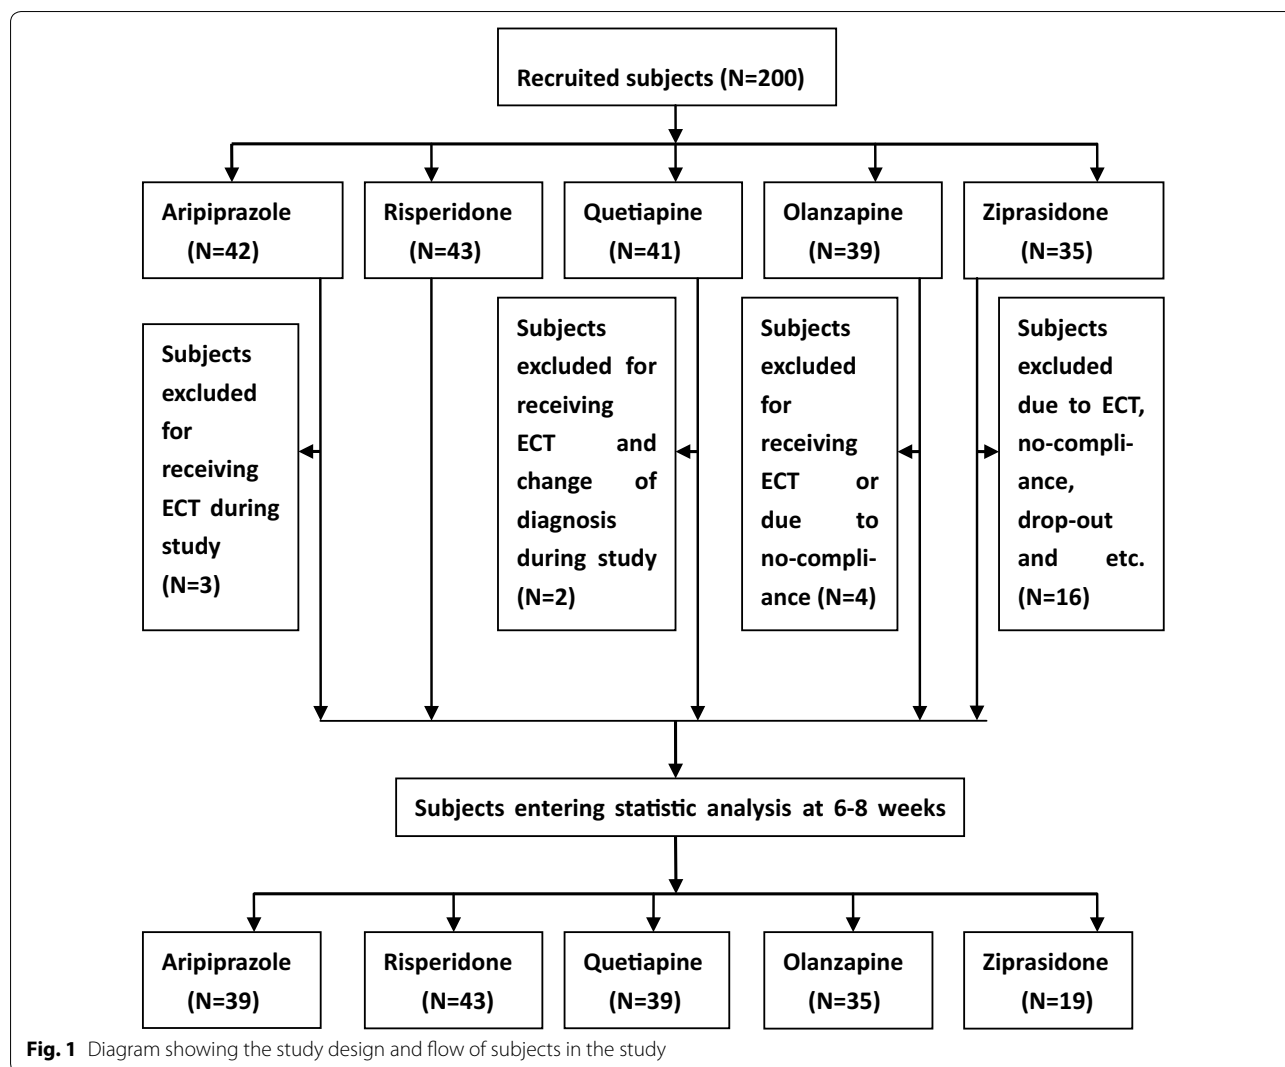 Recruited subjects (N=200)
Aripiprazole
(N=42)
Risperidone
(N=43)
Quetiapine
(N=41)
Olanzapine
(N=39)
Ziprasidone
(N=35)
Subjects
excluded
for
receiving
ECT during
study
(N=3)
Subjects
excluded for
receiving
ECT and
change of
diagnosis
during study
(N=2)
Subjects
excluded
for
receiving
ECT or
due to
no-compli-
ance (N=4)
Subjects
excluded
due to ECT,
no-compli-
ance,
drop-out
and etc.
(N=16)
Subjects entering statistic analysis at 6-8 weeks
Aripiprazole
(N=39)
Risperidone
(N=43)
Quetiapine
(N=39)
Olanzapine
(N=35)
Ziprasidone
(N=19)
Fig. 1 Diagram showing the study design and flow of subjects in the study